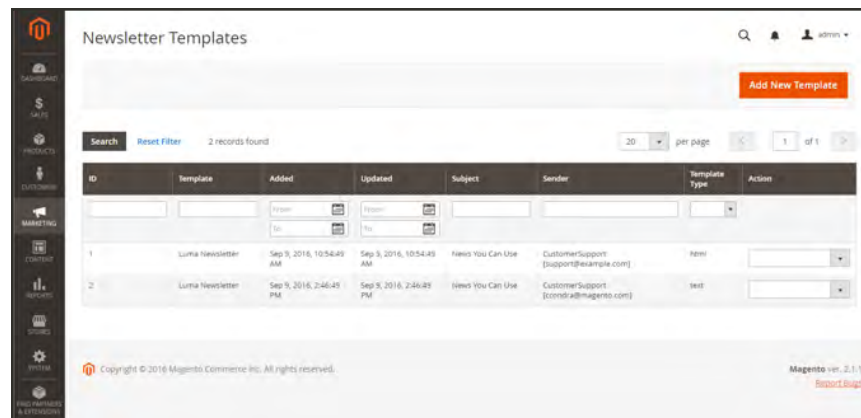 Newsletter Templates
admin
DASHBOARD
SALES
PRODUCTS
CUSTOMERS
MARKETING
CONTENT
REPORTS
STORES
SYSTEM
FIND PARTNERS
& EXTENSIONS
Add New Template
Search Reset Filter 2 records found 20 per page 1 of 1
ID Template Added Updated Subject Sender Template Type Action
From From
To To
1 Luma Newsletter Sep 9, 2016, 10:54:49 AM Sep 9, 2016, 10:54:49 AM News You Can Use CustomerSupport [support@example.com] html
2 Luma Newsletter Sep 9, 2016, 2:46:49 PM Sep 9, 2016, 2:46:49 PM News You Can Use CustomerSupport text
Copyright © 2016 Magento Commerce Inc. All rights reserved. Magento ver. 2.1.1
Report Bugs